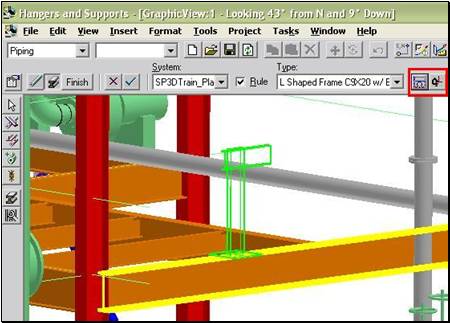 Hangers and Supports - [GraphicView:1 - Looking 43° from N and 9° Down]
File Edit View Insert Format Tools Project Tasks Window Help
Piping
System: Type:
Finish SP3DTrain_Pla Rule L Shaped Frame C9X20 w/ E